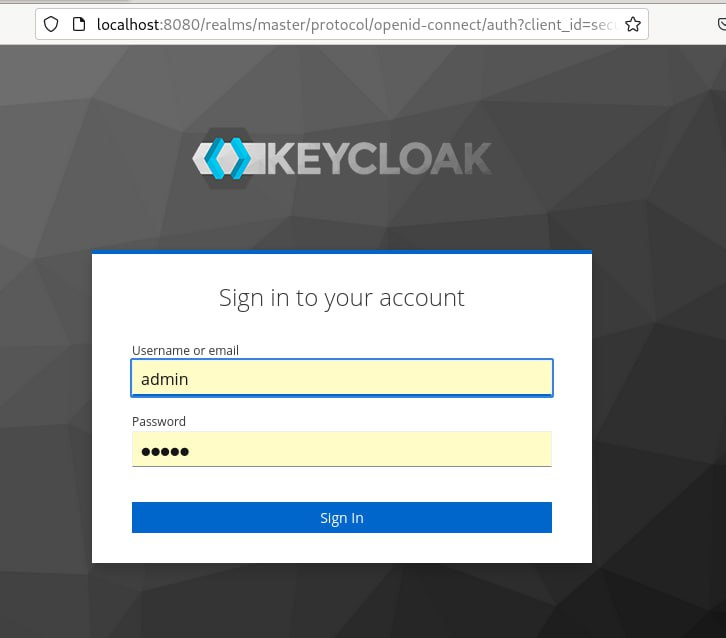 localhost:8080/realms/master/protocol/openid-connect/auth?client_id=sec
KEYCLOAK
Sign in to your account
Username or email
admin
Password
●●●●●
Sign In